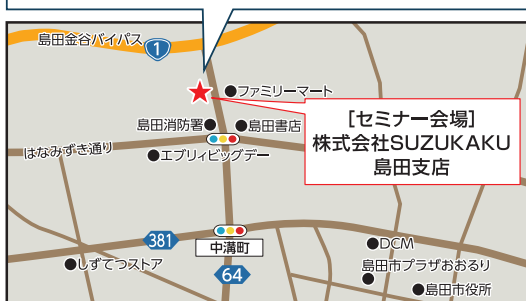 島田金谷バイパス
1
ファミリーマート
[セミナー会場]
株式会社SUZUKAKU
島田支店
島田消防署
島田書店
はなみずき通り
エブリィビッグデー
381
中溝町
DCM
しずてつストア
64
島田市プラザおおるり
島田市役所